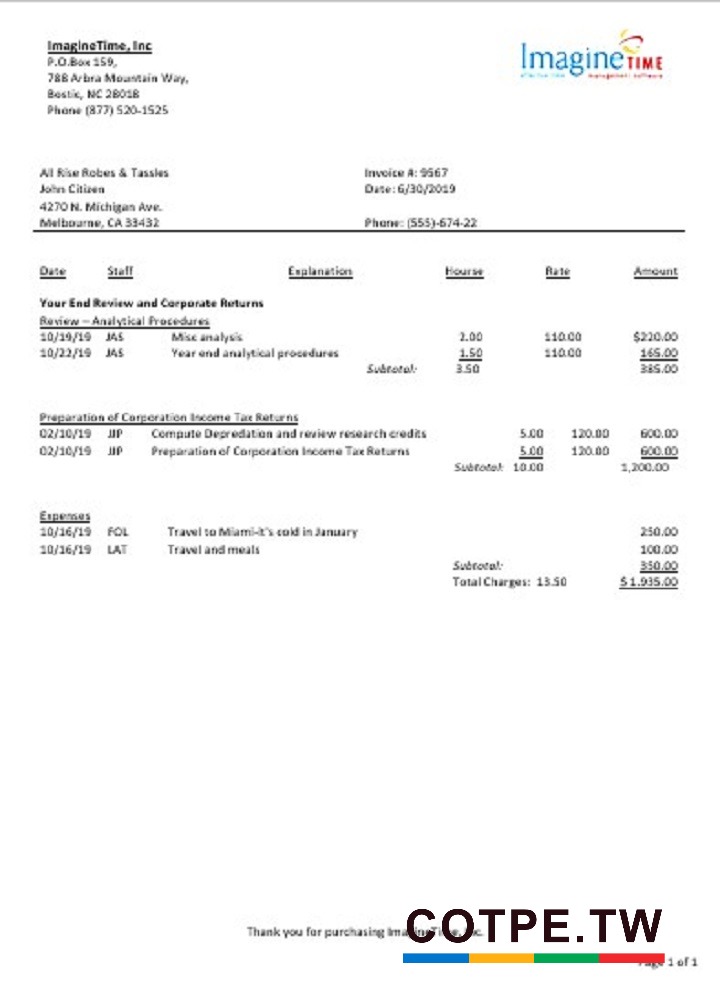 ImagineTime, Inc
P.O.Box 159,
788 Arbra Mountain Way,
Bostic, NC 28018
Phone (877) 520-1525
Imagine TIME
management software
All Rise Robes & Tassles
John Citizen
4270 N. Michigan Ave.
Melbourne, CA 33432
Invoice #: 9567
Date: 6/30/2019
Phone: (555)-674-22
Date Staff Explanation Hourse Rate Amount
Your End Review and Corporate Returns
Review – Analytical Procedures
10/19/19 JAS Misc analysis 2.00 110.00 $220.00
10/22/19 JAS Year end analytical procedures 1.50 110.00 165.00
Subtotal: 3.50 385.00
Preparation of Corporation Income Tax Returns
02/10/19 JJP Compute Depredation and review research credits 5.00 120.00 600.00
02/10/19 JJP Preparation of Corporation Income Tax Returns 5.00 120.00 600.00
Subtotal: 10.00 1,200.00
Expenses
10/16/19 FOL Travel to Miami-it's cold in January 250.00
10/16/19 LAT Travel and meals 100.00
Subtotal: 350.00
Total Charges: 13.50 $1.935.00
Thank you for purchasing ImagineTime, Inc.
COTPE.TW
Page 1 of 1